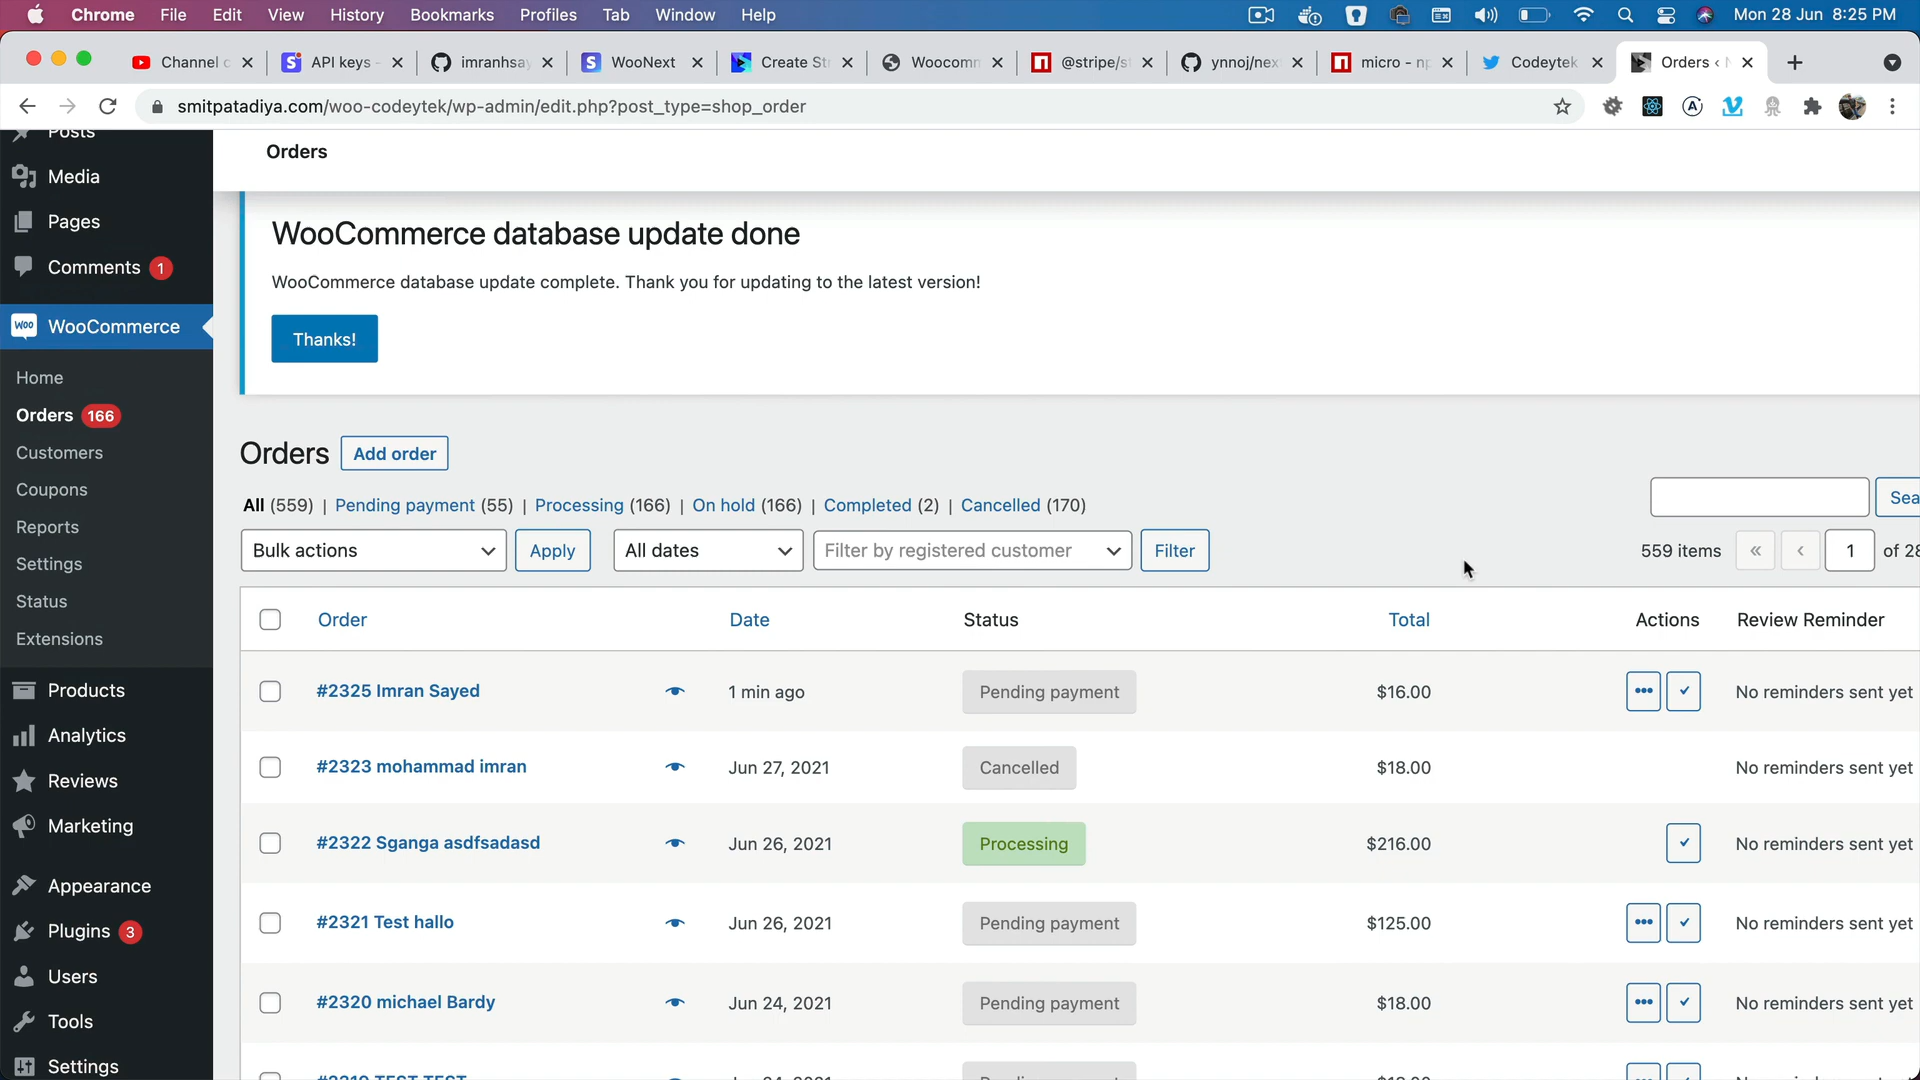 Chrome File Edit View History Bookmarks Profiles Tab Window Help Mon 28 Jun 8:25 PM
Channel API keys - imranhsay WooNext Create St Woocomm @stripe/s ynnoj/nex micro - np Codeytek Orders ‹
smitpatadiya.com/woo-codeytek/wp-admin/edit.php?post_type=shop_order
Posts
Media
Pages
Comments 1
WooCommerce
Home
Orders 166
Customers
Coupons
Reports
Settings
Status
Extensions
Products
Analytics
Reviews
Marketing
Appearance
Plugins 3
Users
Tools
Settings
Orders
WooCommerce database update done
WooCommerce database update complete. Thank you for updating to the latest version!
Thanks!
Orders Add order
All (559) | Pending payment (55) | Processing (166) | On hold (166) | Completed (2) | Cancelled (170)
Sea
Bulk actions Apply All dates Filter by registered customer Filter 559 items « ‹ 1 of 28
Order Date Status Total Actions Review Reminder
#2325 Imran Sayed 1 min ago Pending payment $16.00 No reminders sent yet
#2323 mohammad imran Jun 27, 2021 Cancelled $18.00 No reminders sent yet
#2322 Sganga asdfsadasd Jun 26, 2021 Processing $216.00 No reminders sent yet
#2321 Test hallo Jun 26, 2021 Pending payment $125.00 No reminders sent yet
#2320 michael Bardy Jun 24, 2021 Pending payment $18.00 No reminders sent yet
#2319 TEST TEST